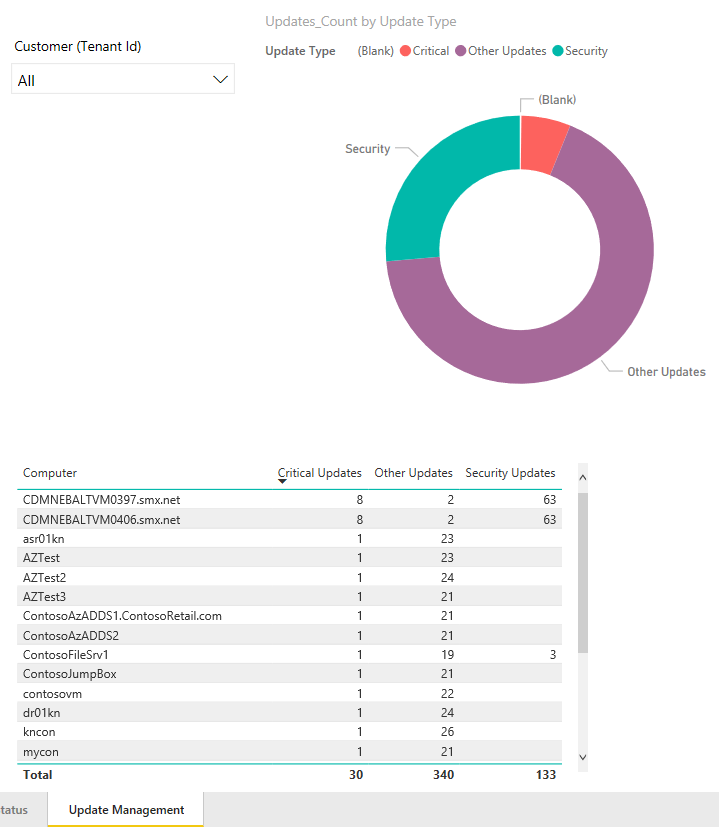 Updates_Count by Update Type
Customer (Tenant Id)
Update Type (Blank) Critical Other Updates Security
All
(Blank)
Security
Other Updates
Computer Critical Updates Other Updates Security Updates
CDMNEBALTVM0397.smx.net 8 2 63
CDMNEBALTVM0406.smx.net 8 2 63
asr01kn 1 23
AZTest 1 23
AZTest2 1 24
AZTest3 1 21
ContosoAzADDS1.ContosoRetail.com 1 21
ContosoAzADDS2 1 21
ContosoFileSrv1 1 19 3
ContosoJumpBox 1 21
contosovm 1 22
dr01kn 1 24
kncon 1 26
mycon 1 21
Total 30 340 133
tatus Update Management